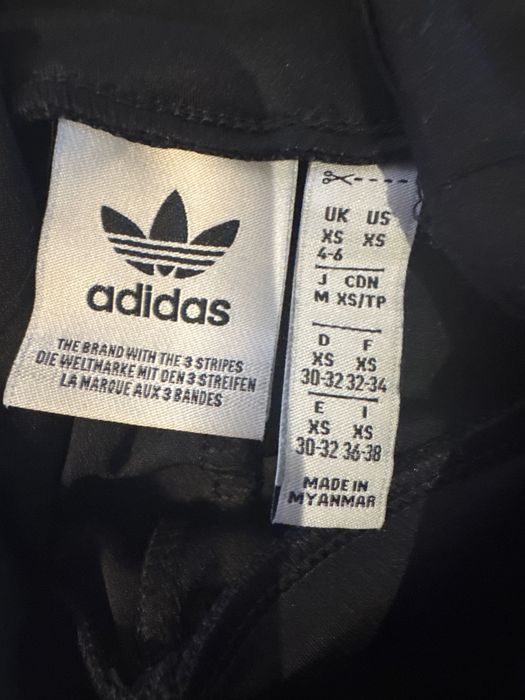 adidas
THE BRAND WITH THE 3 STRIPES
DIE WELTMARKE MIT DEN 3 STREIFEN
LA MARQUE AUX 3 BANDES
UK US
XS XS
4-6
J CDN
M XS/TP
D F
XS XS
30-32 32-34
E I
XS XS
30-32 36-38
MADE IN
MYANMAR